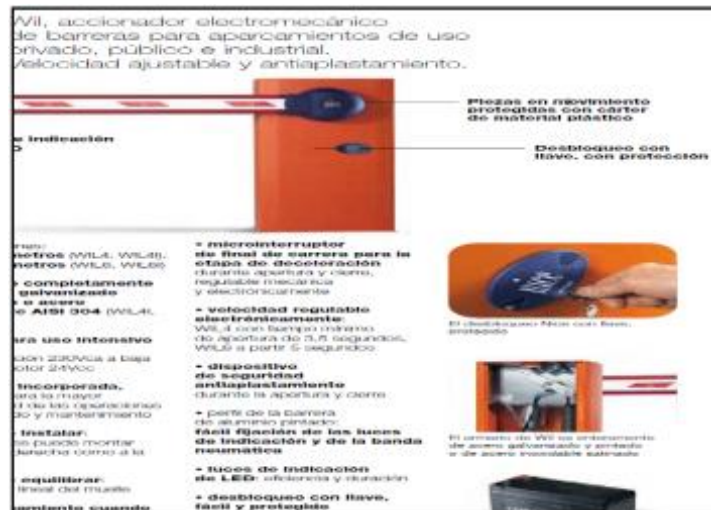 Wil, accionador electromecánico
de barreras para aparcamientos de uso
privado, público e industrial.
Velocidad ajustable y antiaplastamiento.
Piezas en movimiento
protegidas con cárter
de material plástico
indicación
Desbloqueo con
llave, con protección
metros (WIL4, WIL4I),
metros (WIL6, WIL6I)
completamente
galvanizado
o acero
AISI 304 (WIL4I,
uso intensivo
230Vca a baja
24Vcc
incorporada,
para la mayor
de las operaciones
y mantenimiento
instalar:
se puede montar
derecha como a la
equilibrar:
lineal del muelle
cuando
• microinterruptor
de final de carrera para la
etapa de deceleración
durante apertura y cierre,
regulable mecánica
y electrónicamente
• velocidad regulable
electrónicamente:
WIL4 con tiempo mínimo
de apertura de 3,5 segundos,
WIL6 a partir 6 segundos
• dispositivo
de seguridad
antiaplastamiento
durante la apertura y cierre
• perfil de la barrera
de aluminio pintado:
fácil fijación de las luces
de indicación y de la banda
neumática
• luces de indicación
de LED: eficiencia y duración
• desbloqueo con llave,
fácil y protegido
El desbloqueo Nice con llave,
protegido
El armario de Wil es enteramente
de acero galvanizado y pintado
o de acero inoxidable satinado